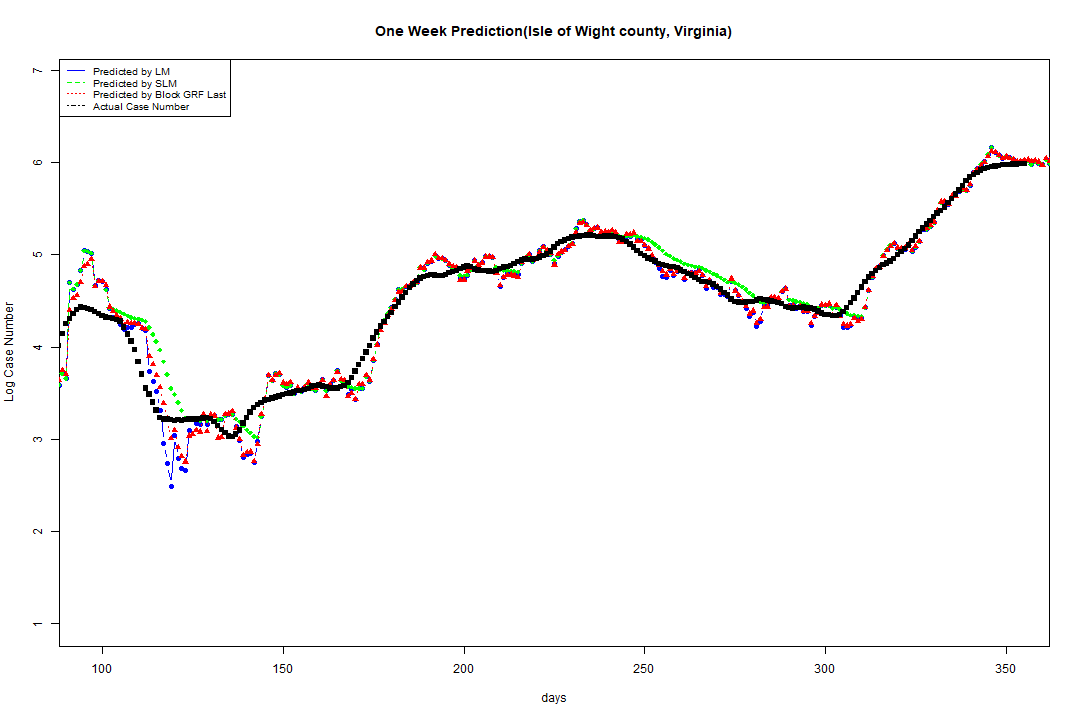 One Week Prediction(Isle of Wight county, Virginia)
Predicted by LM
Predicted by SLM
Predicted by Block GRF Last
Actual Case Number
7
6
5
4
3
2
1
Log Case Number
100 150 200 250 300 350
days